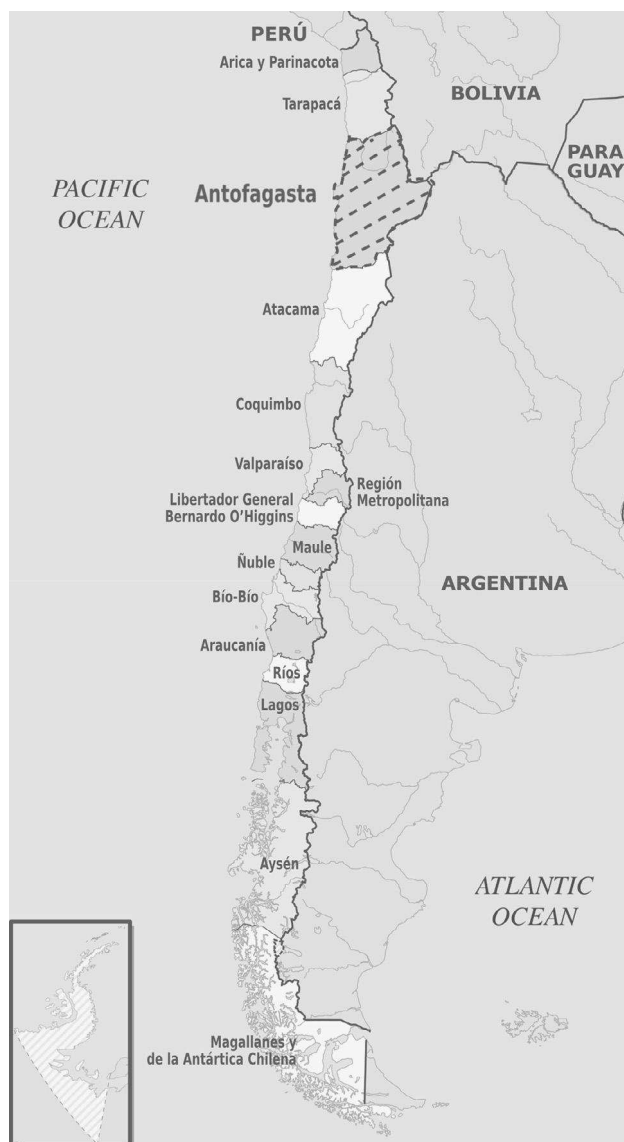 PERÚ
Arica y Parinacota
BOLIVIA
Tarapacá
PARA
GUAY
PACIFIC
OCEAN
Antofagasta
Atacama
Coquimbo
Valparaíso
Región
Metropolitana
Libertador General
Bernardo O’Higgins
Maule
Ñuble
ARGENTINA
Bío-Bío
Araucanía
Ríos
Lagos
Aysén
ATLANTIC
OCEAN
Magallanes y
de la Antártica Chilena